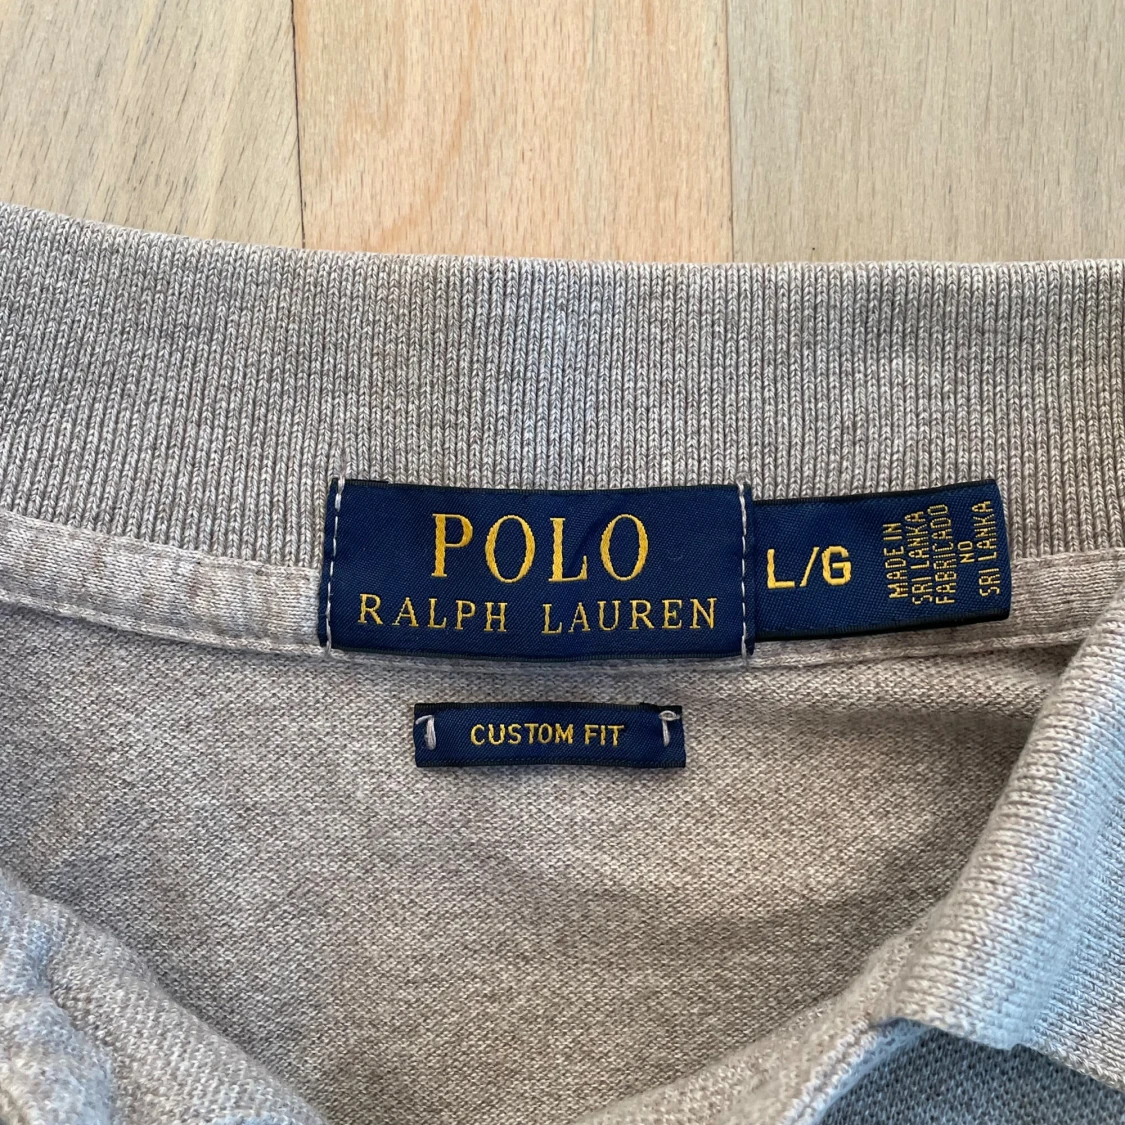 POLO
RALPH LAUREN
L/G
MADE IN
SRI LANKA
FABRICADO
NO
SRI LANKA
CUSTOM FIT